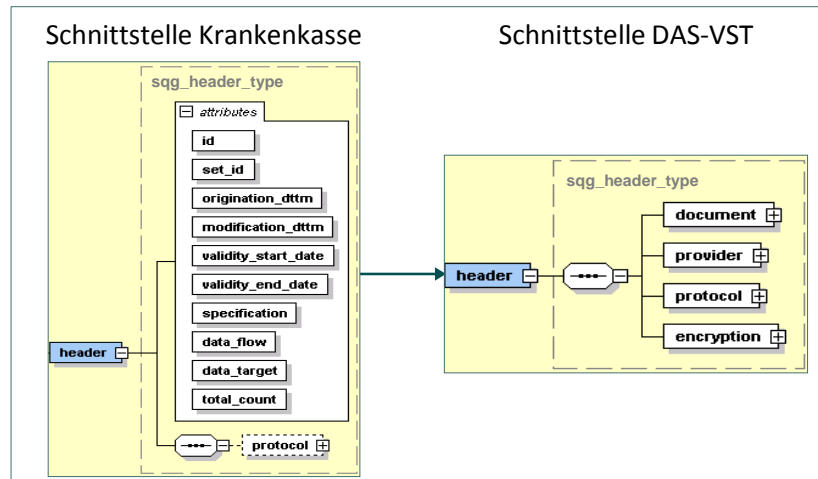 Schnittstelle Krankenkasse
sqg_header_type
attributes
id
set_id
origination_dttm
modification_dttm
validity_start_date
validity_end_date
specification
data_flow
data_target
total_count
header
protocol
Schnittstelle DAS-VST
sqg_header_type
document
provider
header
protocol
encryption